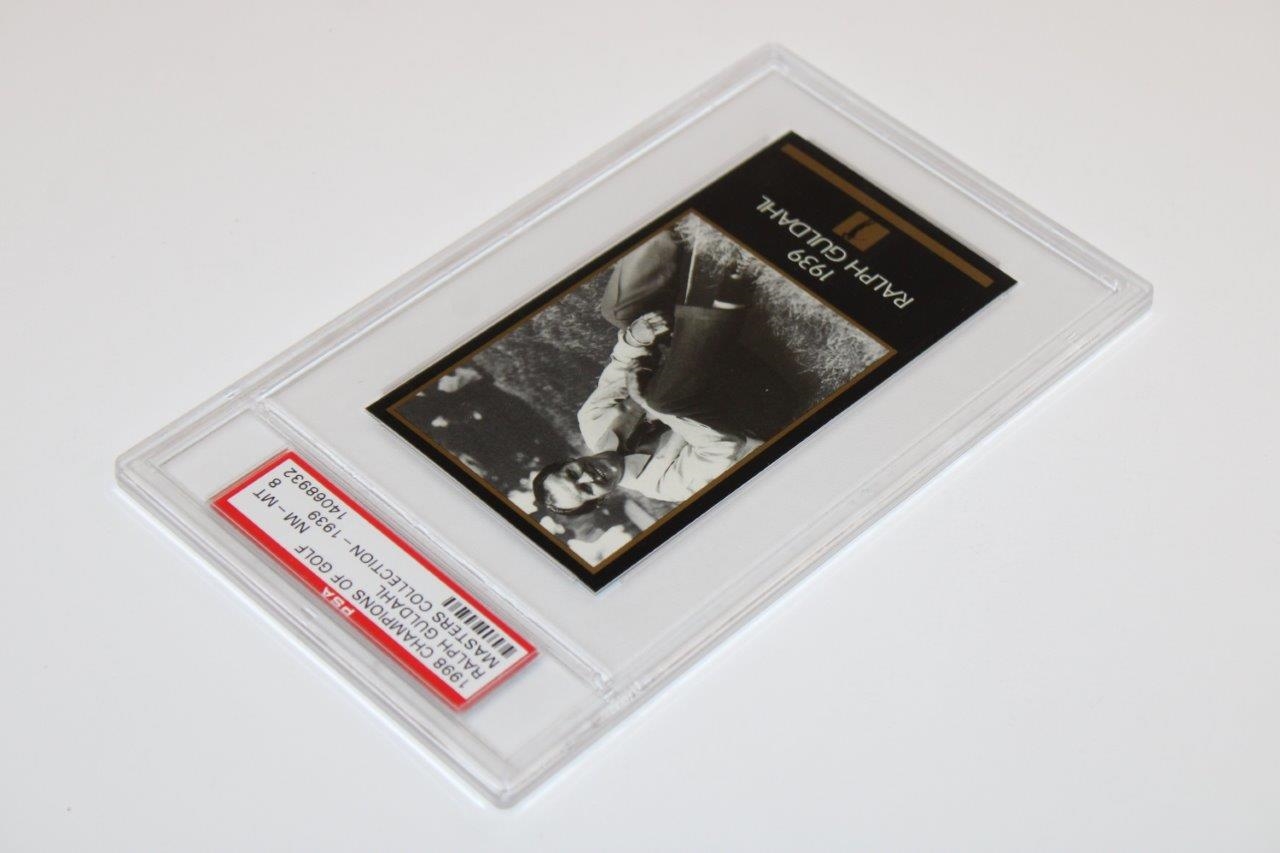 1998 CHAMPIONS OF GOLF NM-MT
RALPH GULDAHL 8
MASTERS COLLECTION-1939 14068932
PSA
1939
RALPH GULDAHL